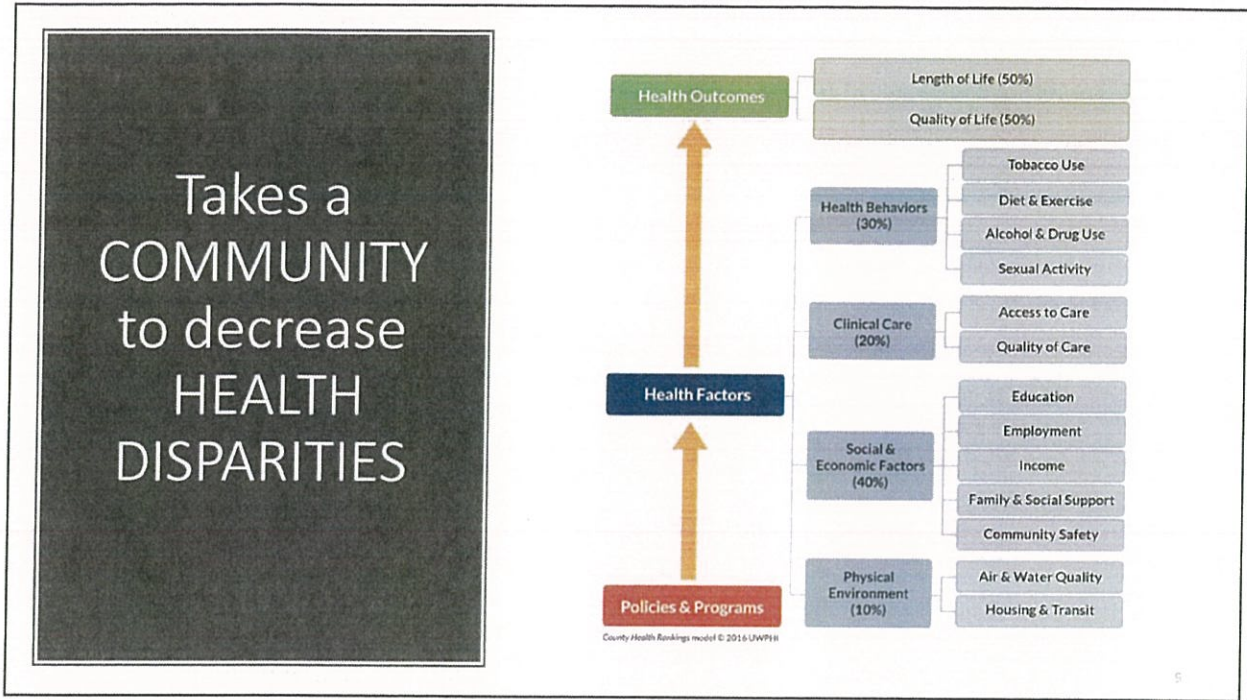 Takes a
COMMUNITY
to decrease
HEALTH
DISPARITIES
Health Outcomes
Length of Life (50%)
Quality of Life (50%)
Health Factors
Health Behaviors
(30%)
Tobacco Use
Diet & Exercise
Alcohol & Drug Use
Sexual Activity
Clinical Care
(20%)
Access to Care
Quality of Care
Social &
Economic Factors
(40%)
Education
Employment
Income
Family & Social Support
Community Safety
Physical
Environment
(10%)
Air & Water Quality
Housing & Transit
Policies & Programs
County Health Rankings model © 2016 UWPHI